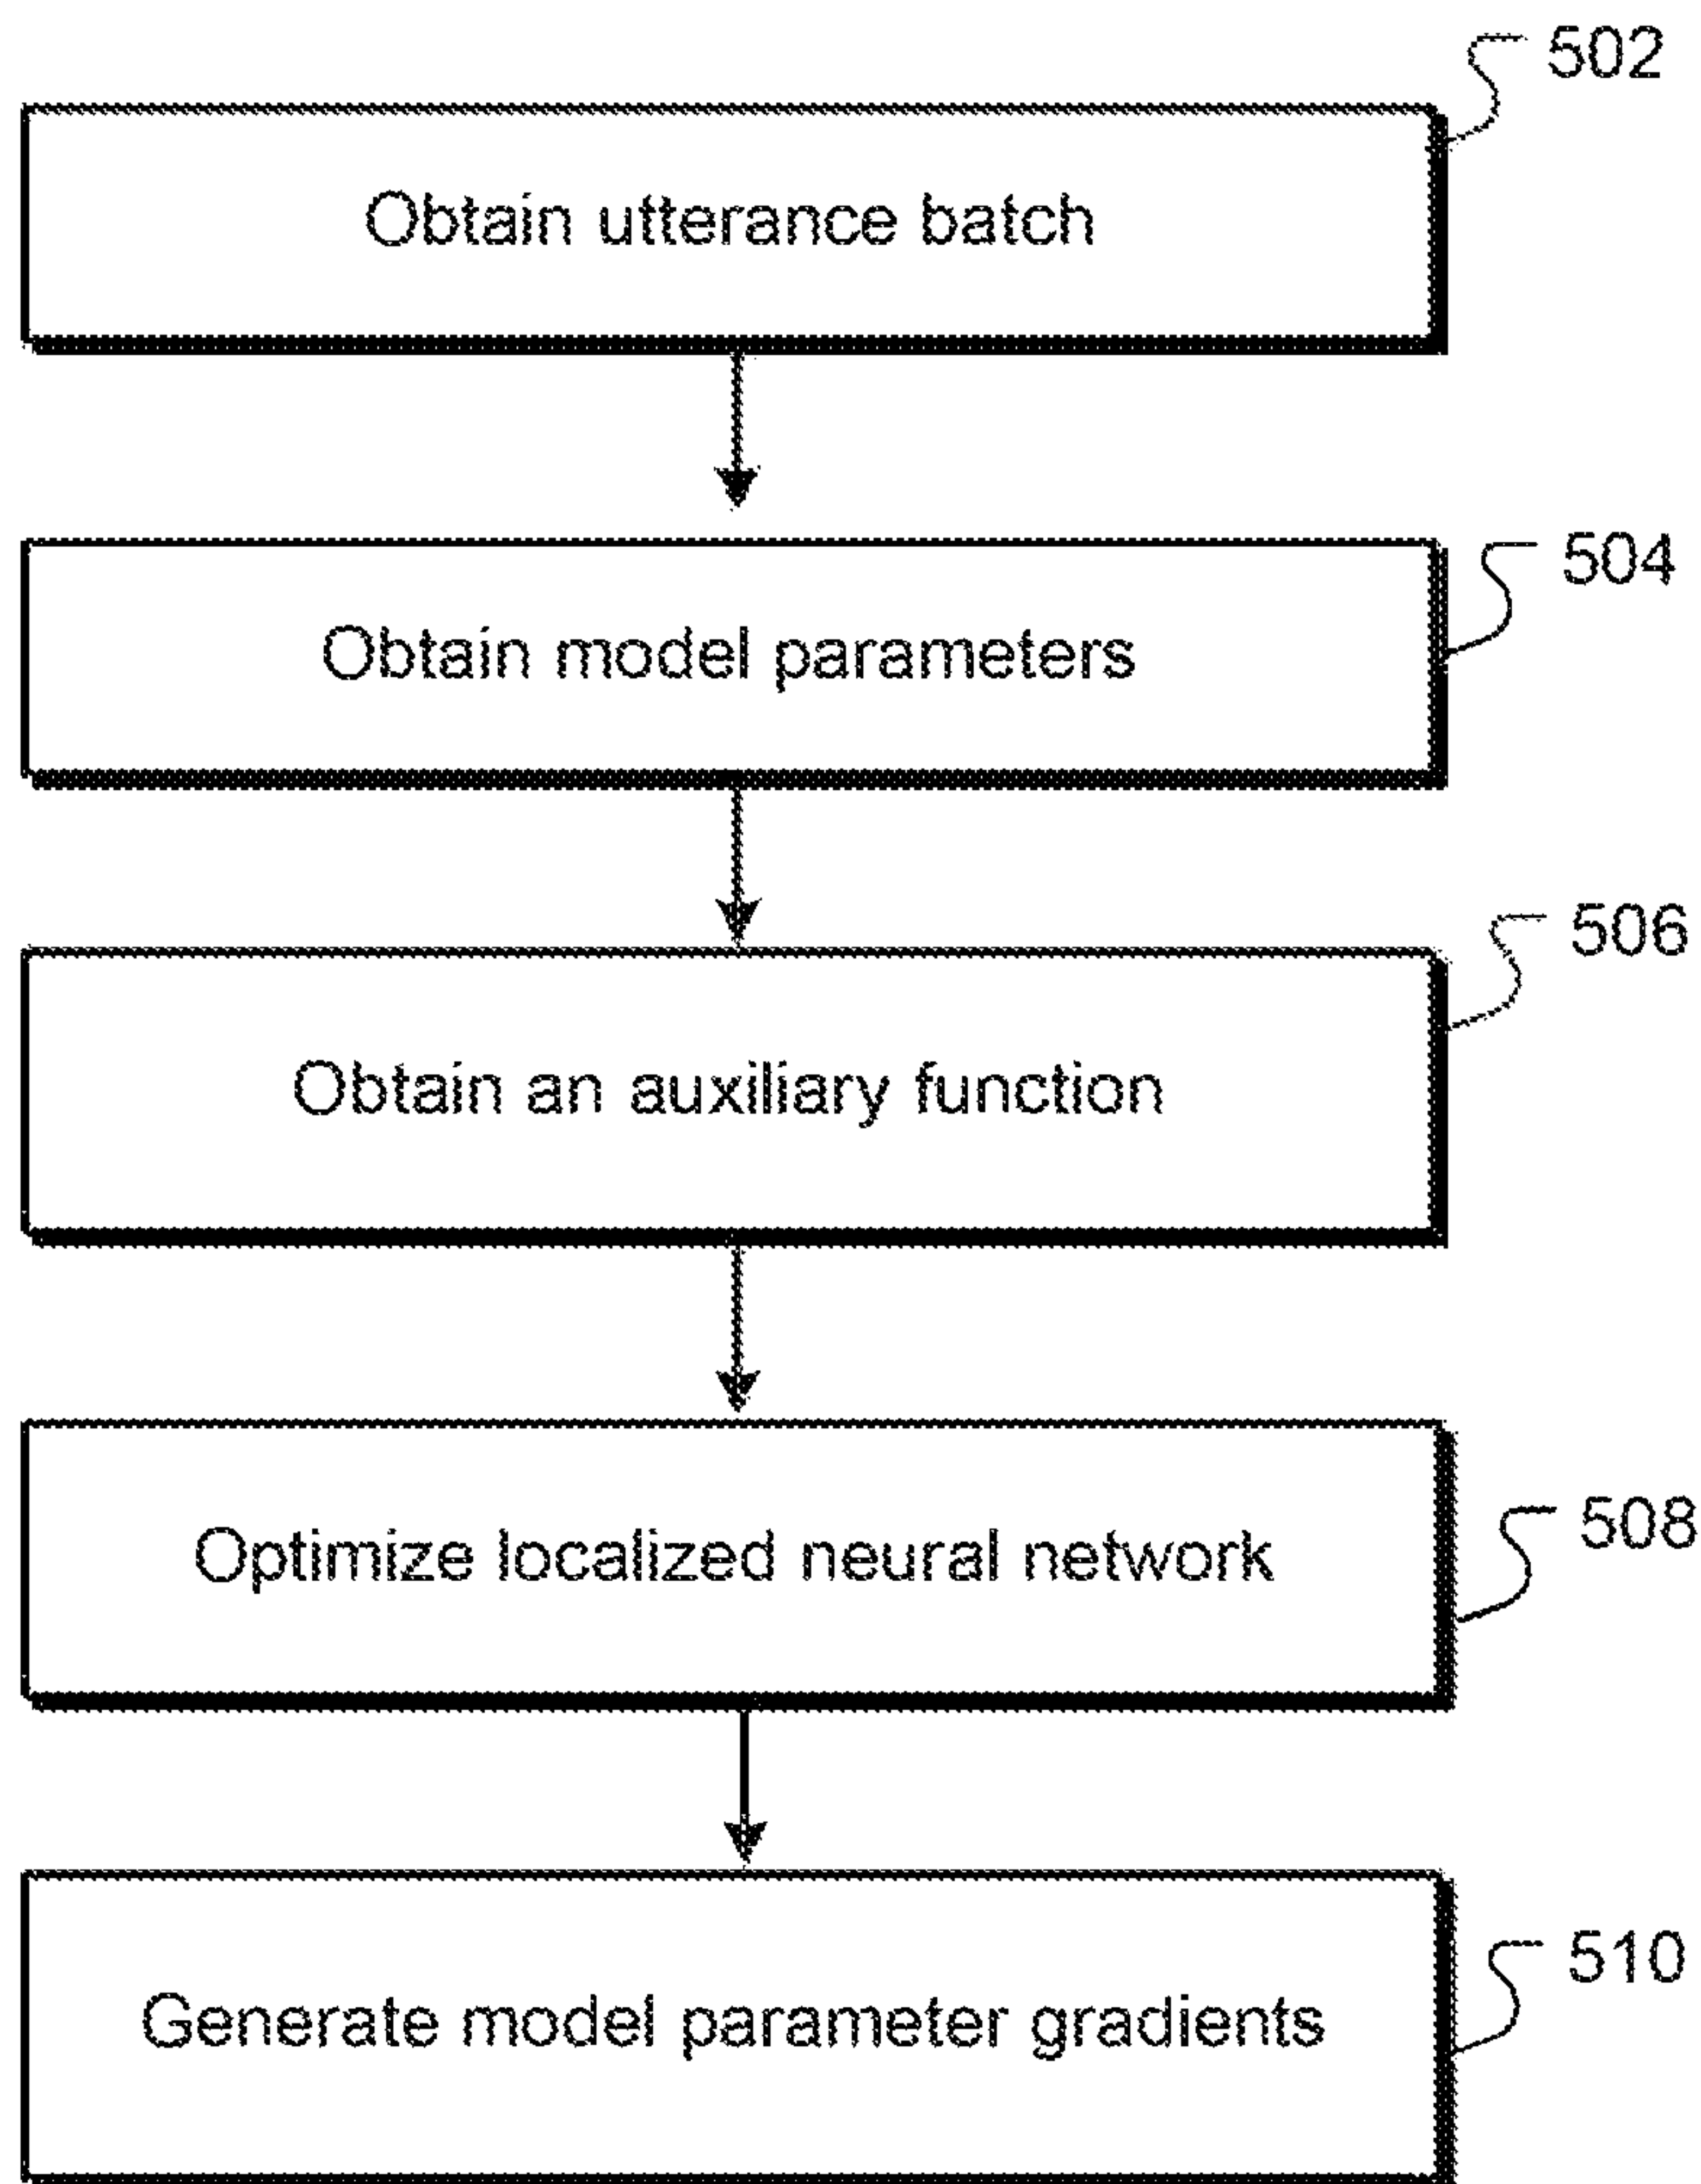 502
Obtain utterance batch
504
Obtain model parameters
506
Obtain an auxiliary function
508
Optimize localized neural network
510
Generate model parameter gradients